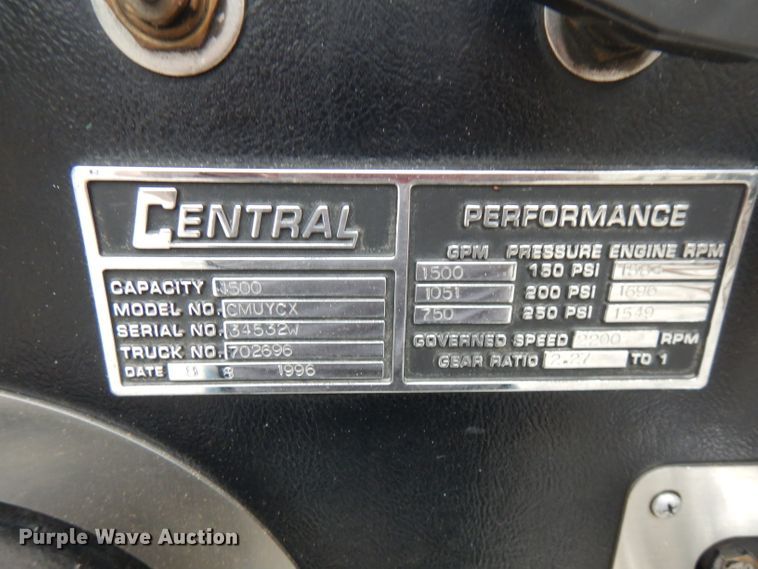 CENTRAL
CAPACITY 1500
MODEL NO. CMUYCX
SERIAL NO. 34532W
TRUCK NO. 702696
DATE 1996
PERFORMANCE
GPM PRESSURE ENGINE RPM
1500 150 PSI
1051 200 PSI 1690
750 250 PSI 1549
GOVERNED SPEED 2200 RPM
GEAR RATIO 2.27 TO 1
Purple Wave Auction